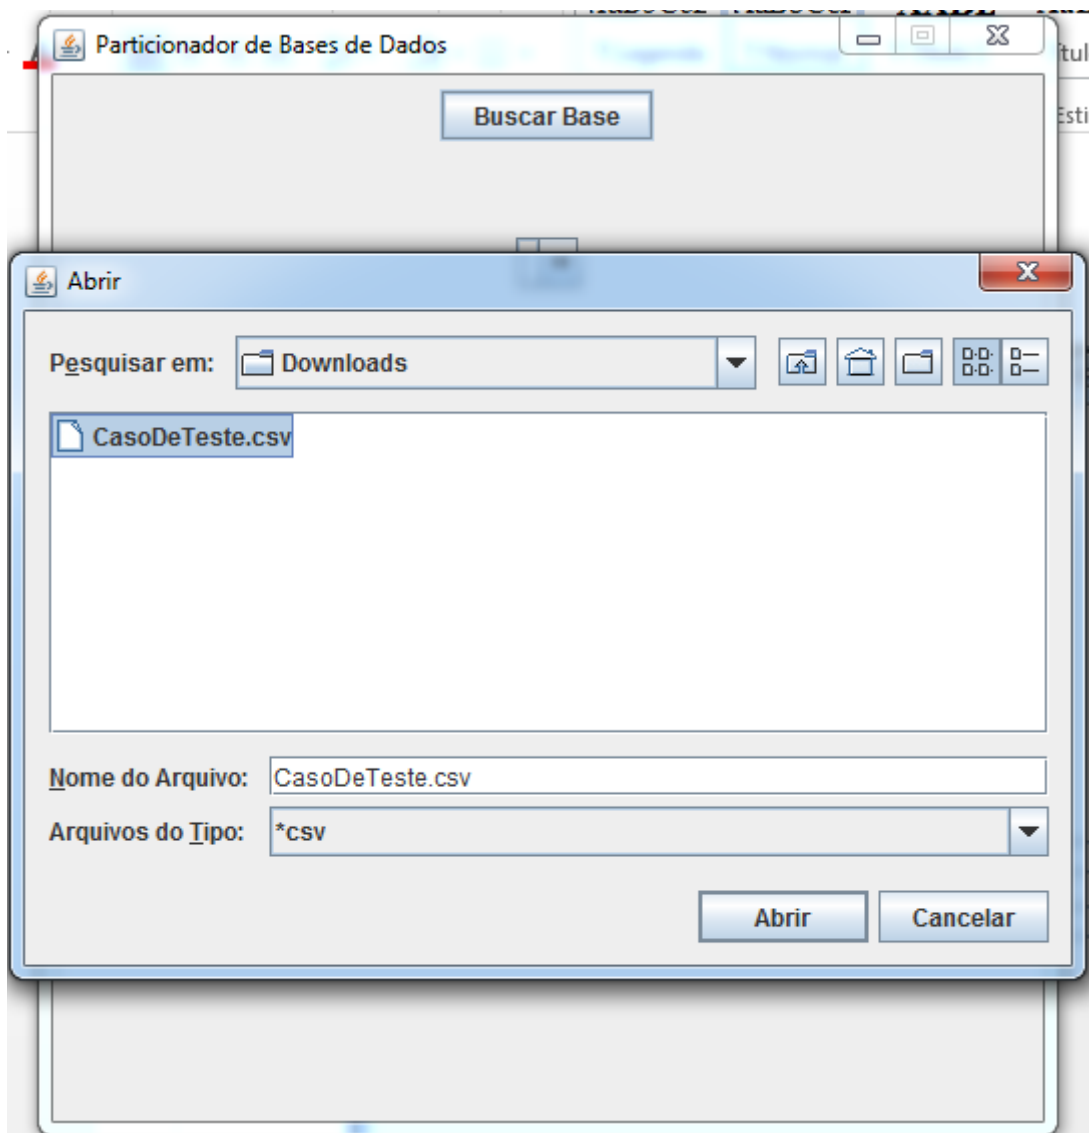 Particionador de Bases de Dados
Buscar Base
Abrir
Pesquisar em: Downloads
CasoDeTeste.csv
Nome do Arquivo: CasoDeTeste.csv
Arquivos do Tipo: *csv
Abrir Cancelar